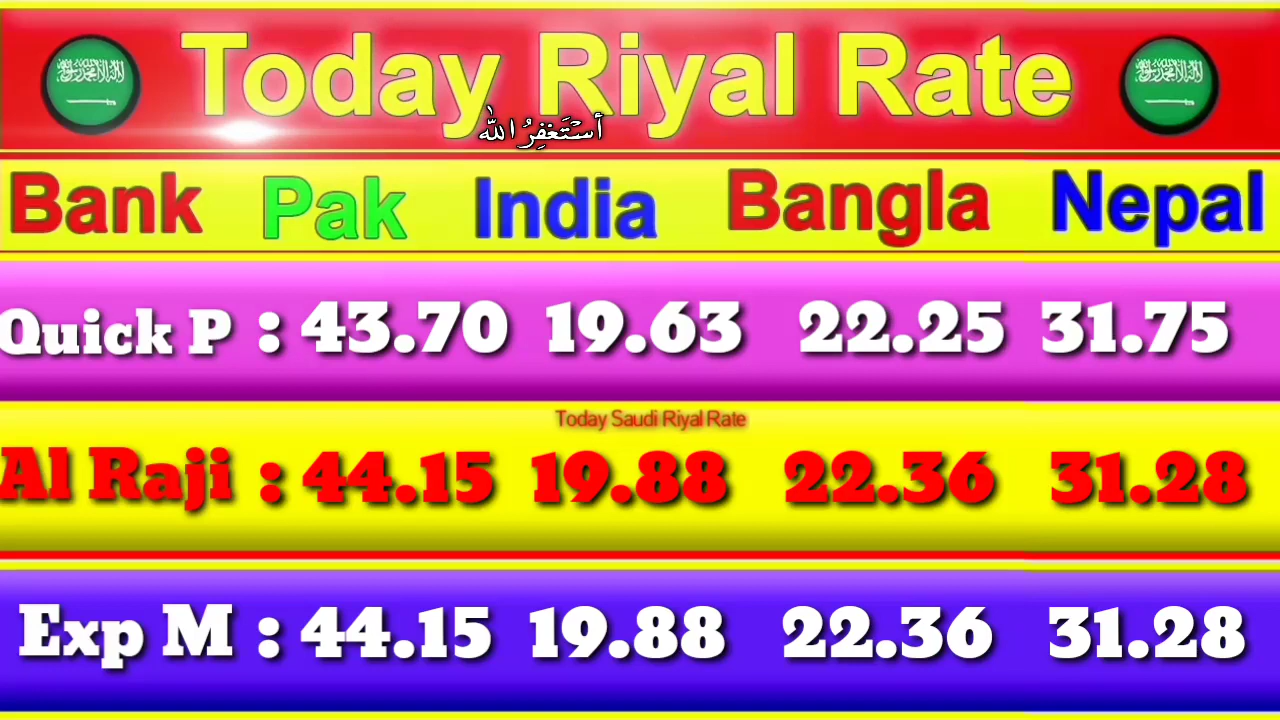 Today Riyal Rate
أستغفر الله
Bank Pak India Bangla Nepal
Quick P : 43.70 19.63 22.25 31.75
Today Saudi Riyal Rate
Al Raji : 44.15 19.88 22.36 31.28
Exp M : 44.15 19.88 22.36 31.28